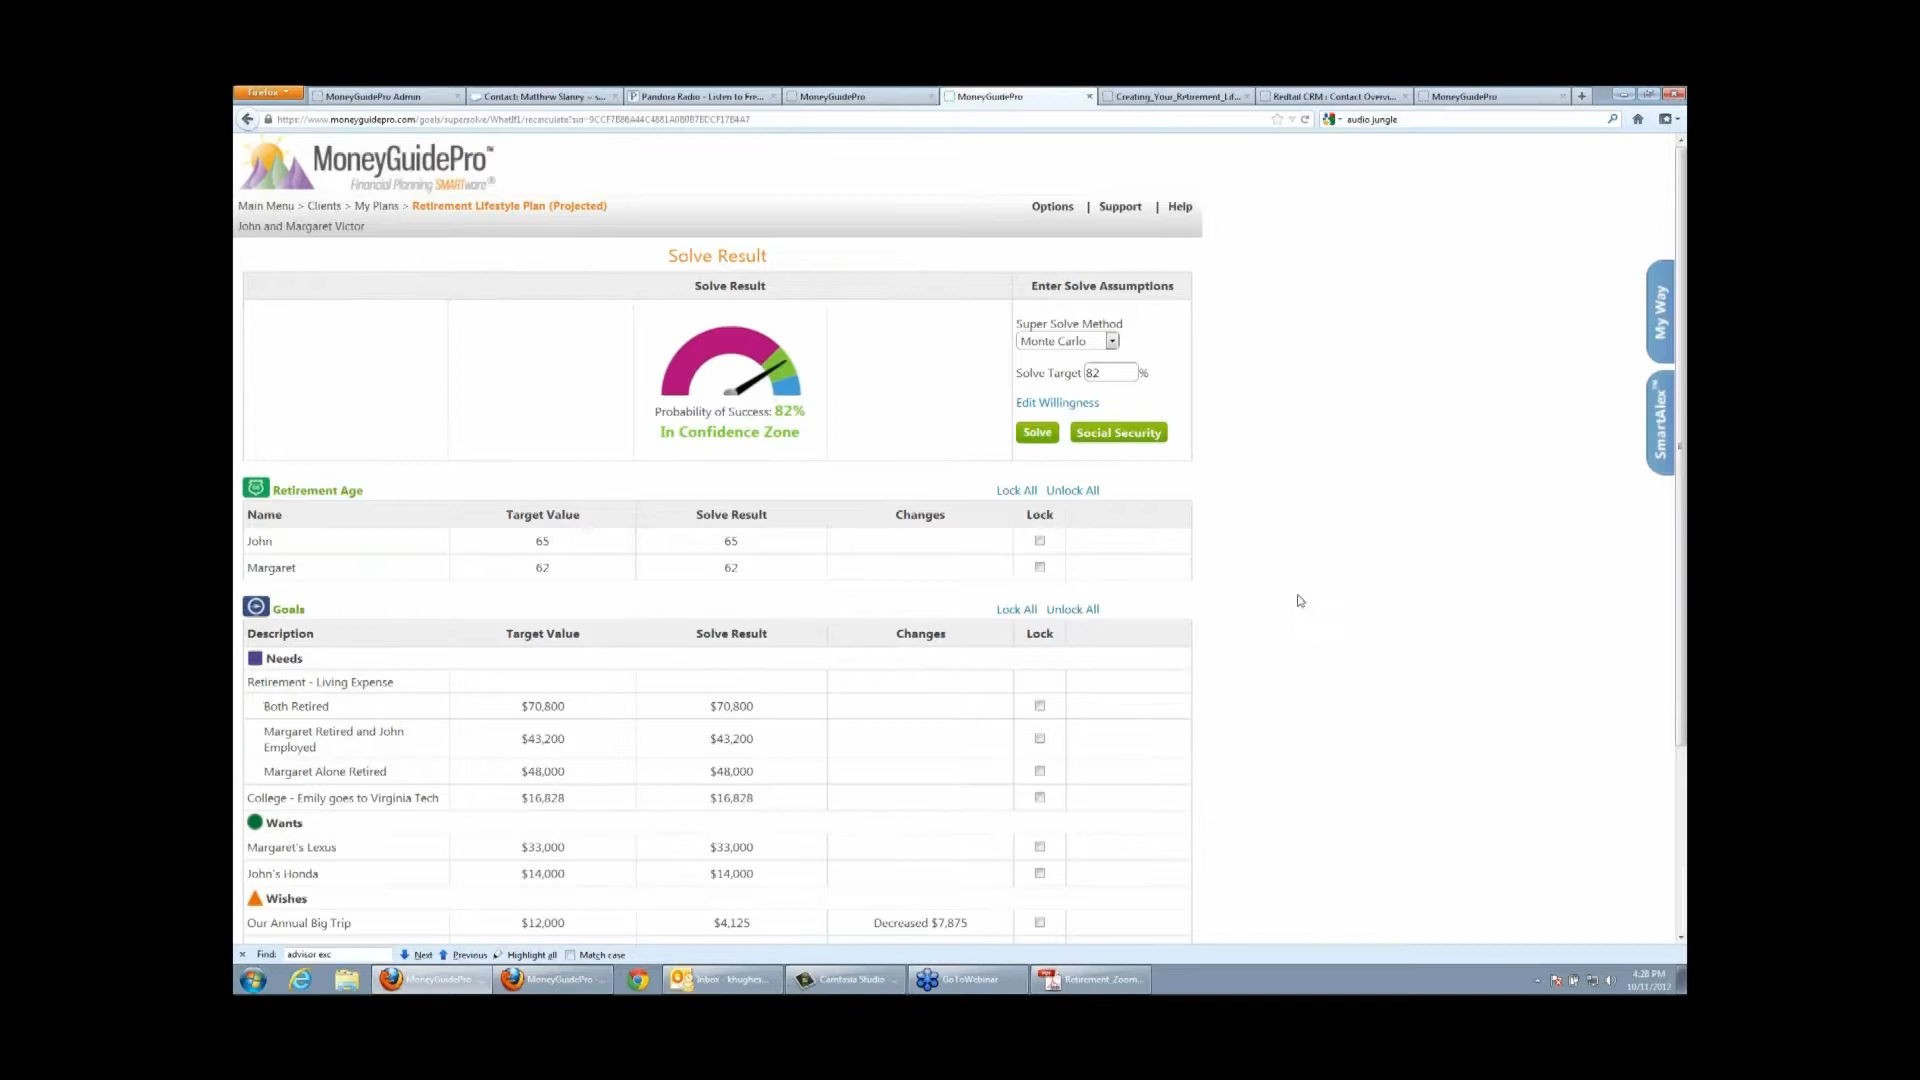 Firefox
MoneyGuidePro Admin
Contact: Matthew Slaney ~ s...
Pandora Radio - Listen to Fre...
MoneyGuidePro
MoneyGuidePro
Creating_Your_Retirement_Lif...
Redtail CRM : Contact Overvi...
MoneyGuidePro
audio jungle
MoneyGuidePro™
Financial Planning SMARTware®
Main Menu > Clients > My Plans > Retirement Lifestyle Plan (Projected)
Options | Support | Help
John and Margaret Victor
Solve Result
Solve Result
Enter Solve Assumptions
Super Solve Method
Monte Carlo
Solve Target 82 %
Probability of Success: 82%
In Confidence Zone
Edit Willingness
Solve
Social Security
My Way
SmartAlex™
Retirement Age
Lock All Unlock All
Name Target Value Solve Result Changes Lock
John 65 65
Margaret 62 62
Goals
Lock All Unlock All
Description Target Value Solve Result Changes Lock
Needs
Retirement - Living Expense
Both Retired $70,800 $70,800
Margaret Retired and John
Employed $43,200 $43,200
Margaret Alone Retired $48,000 $48,000
College - Emily goes to Virginia Tech $16,828 $16,828
Wants
Margaret's Lexus $33,000 $33,000
John's Honda $14,000 $14,000
Wishes
Our Annual Big Trip $12,000 $4,125 Decreased $7,875
x Find: advisor exc Next Previous Highlight all Match case
MoneyGuidePro ...
MoneyGuidePro - ...
Inbox - khughes...
Camtasia Studio - ...
GoToWebinar
Retirement_Zoom...
4:28 PM
10/11/2012